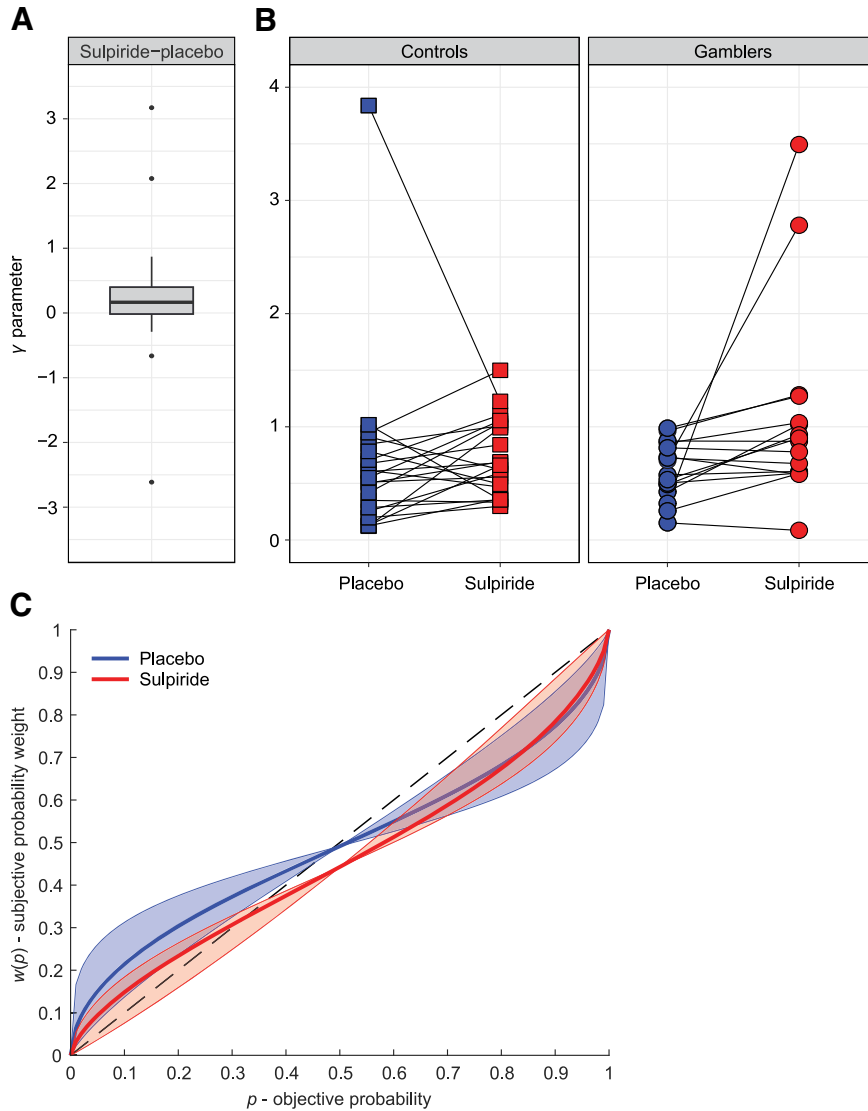 A
Sulpiride−placebo
γ parameter
3
2
1
0
−1
−2
−3
B
Controls
Gamblers
4
3
2
1
0
Placebo
Sulpiride
Placebo
Sulpiride
C
Placebo
Sulpiride
w(p) - subjective probability weight
1
0.9
0.8
0.7
0.6
0.5
0.4
0.3
0.2
0.1
0
0 0.1 0.2 0.3 0.4 0.5 0.6 0.7 0.8 0.9 1
p - objective probability